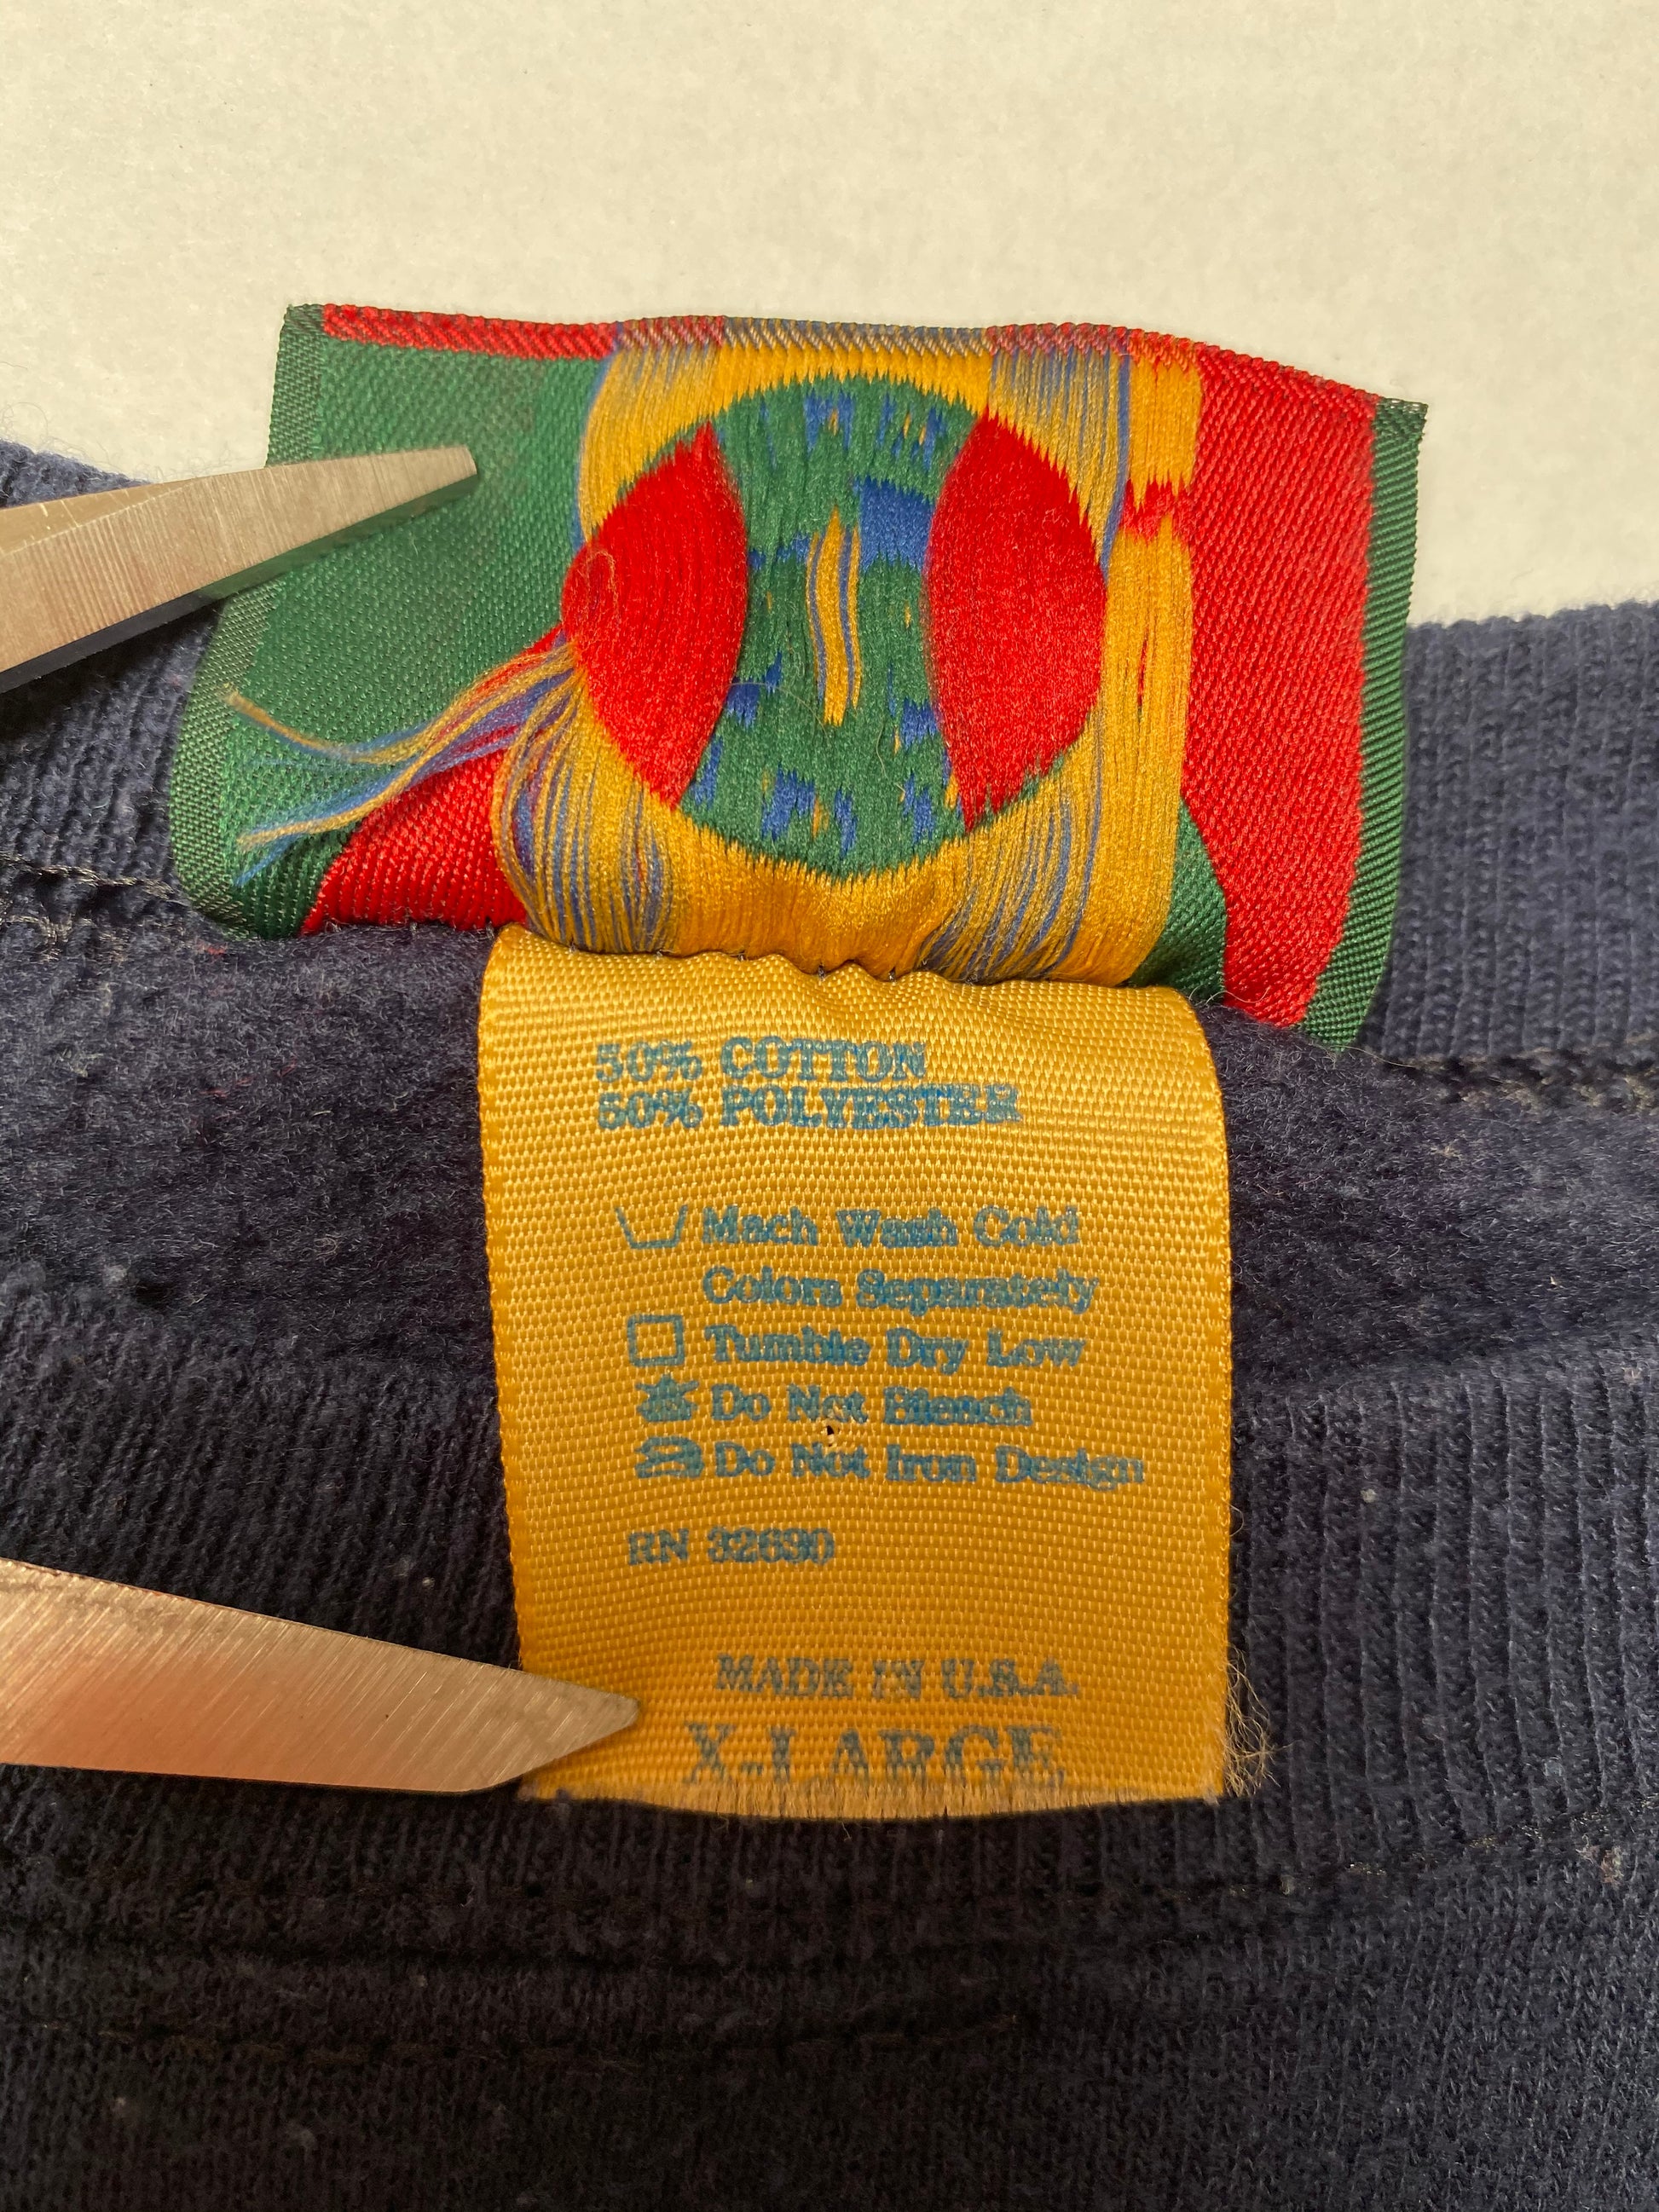 50% COTTON
50% POLYESTER
Mach Wash Cold
Colors Separately
Tumble Dry Low
Do Not Bleach
Do Not Iron Design
RN 32690
MADE IN U.S.A.
X-LARGE